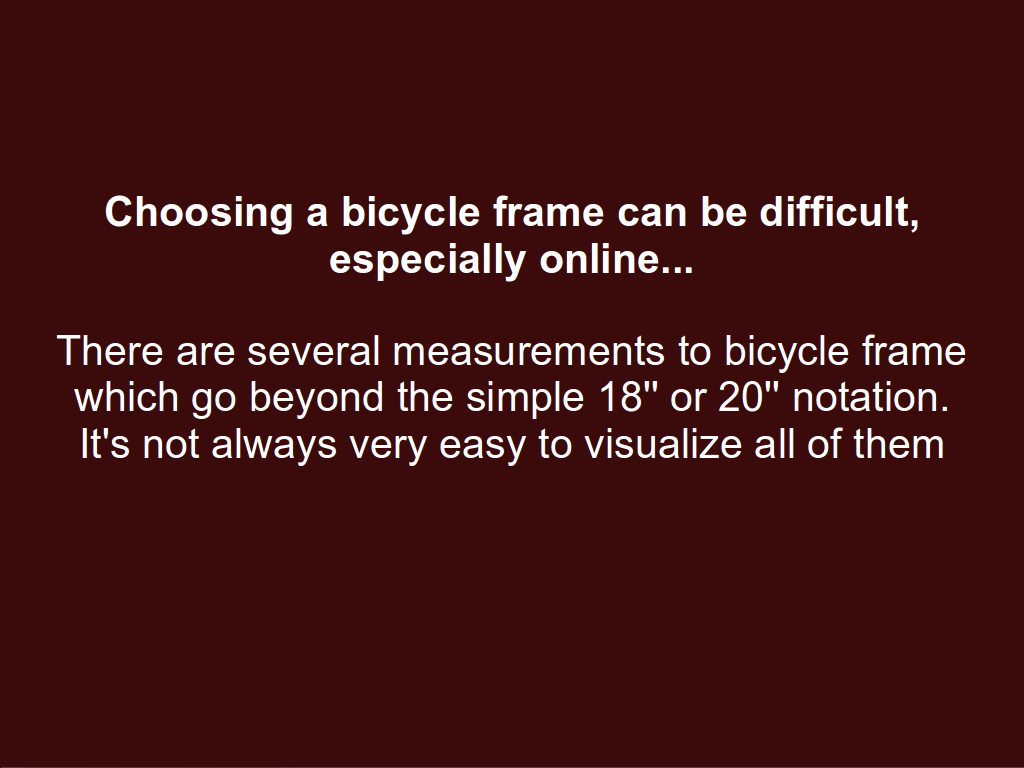 Choosing a bicycle frame can be difficult,
especially online...
There are several measurements to bicycle frame
which go beyond the simple 18" or 20" notation.
It's not always very easy to visualize all of them